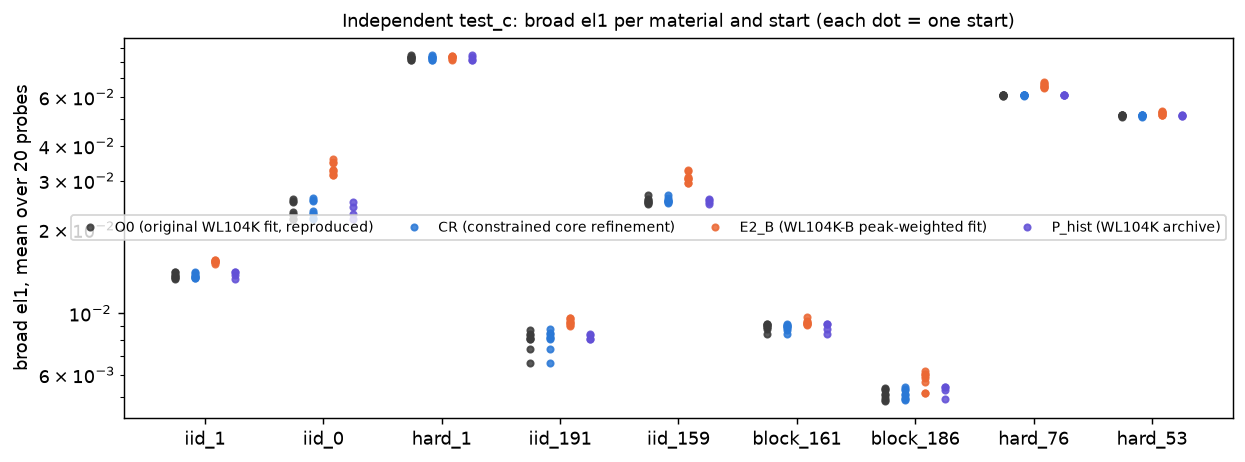 Independent test_c: broad el1 per material and start (each dot = one start)
broad el1, mean over 20 probes
6 × 10⁻²
4 × 10⁻²
3 × 10⁻²
2 × 10⁻²
10⁻²
6 × 10⁻³
O0 (original WL104K fit, reproduced) CR (constrained core refinement) E2_B (WL104K-B peak-weighted fit) P_hist (WL104K archive)
iid_1 iid_0 hard_1 iid_191 iid_159 block_161 block_186 hard_76 hard_53